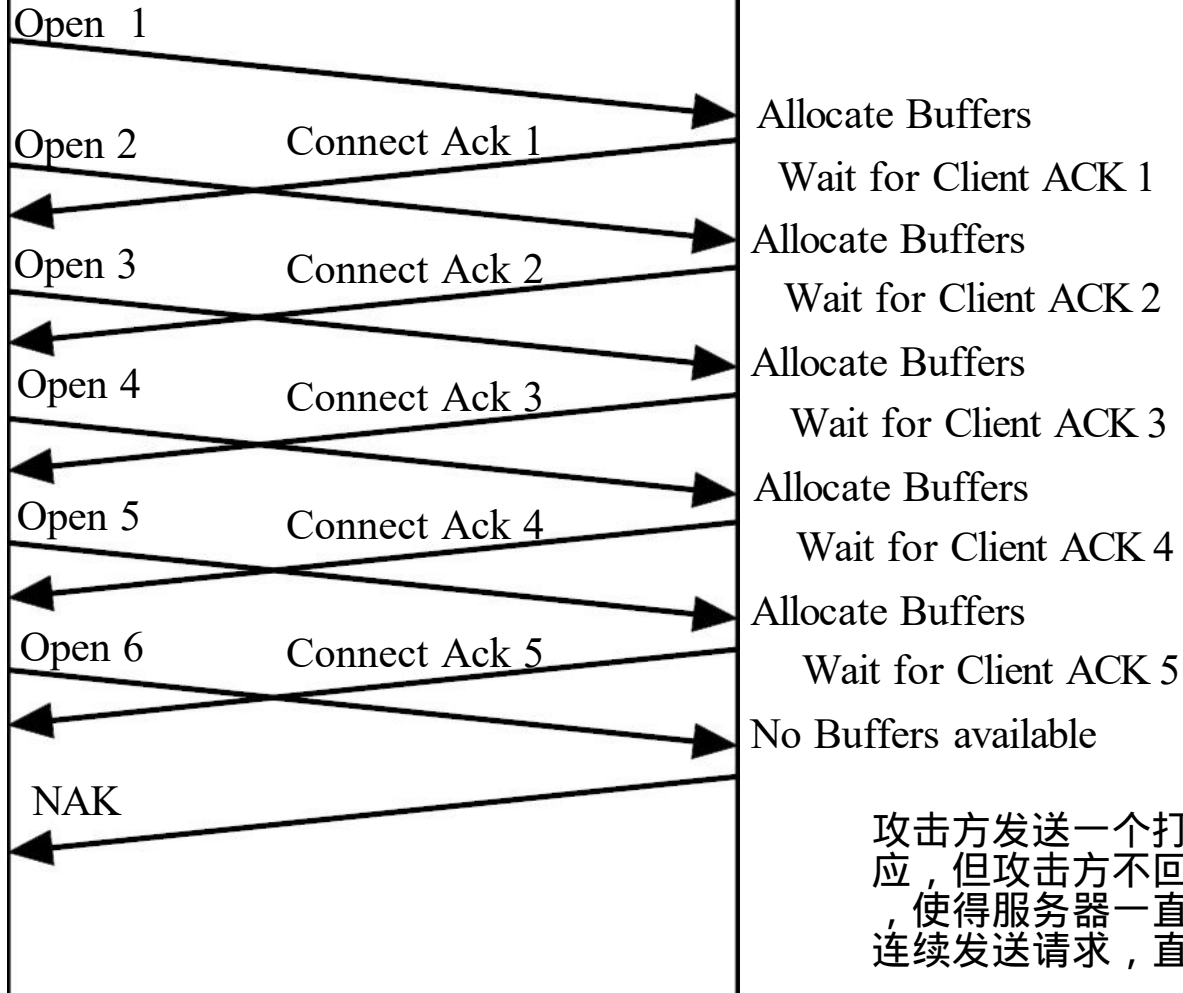 Open 1
Allocate Buffers
Open 2
Connect Ack 1
Wait for Client ACK 1
Allocate Buffers
Open 3
Connect Ack 2
Wait for Client ACK 2
Allocate Buffers
Open 4
Connect Ack 3
Wait for Client ACK 3
Allocate Buffers
Open 5
Connect Ack 4
Wait for Client ACK 4
Allocate Buffers
Open 6
Connect Ack 5
Wait for Client ACK 5
No Buffers available
NAK
攻击方发送一个打
应，但攻击方不回
，使得服务器一直
连续发送请求，直